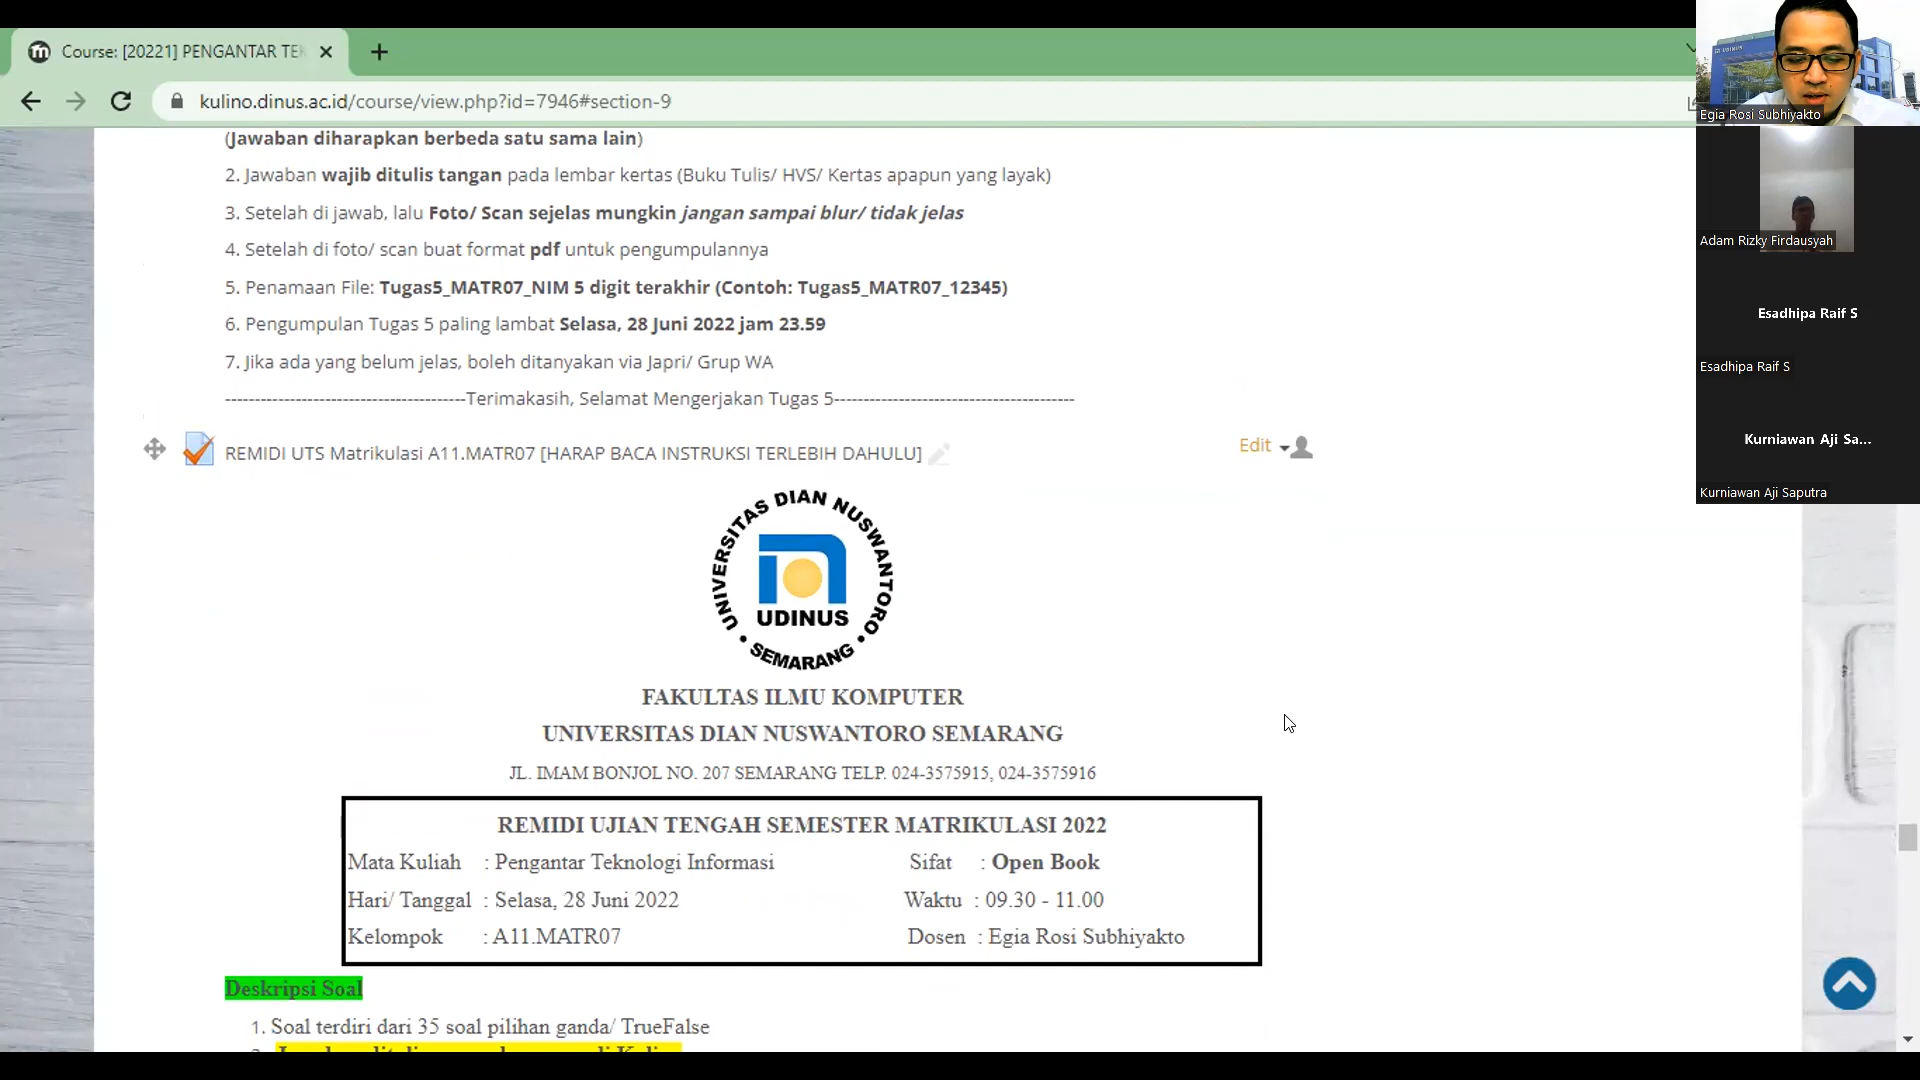 Course: [20221] PENGANTAR TEK
kulino.dinus.ac.id/course/view.php?id=7946#section-9
(Jawaban diharapkan berbeda satu sama lain)
2. Jawaban wajib ditulis tangan pada lembar kertas (Buku Tulis/ HVS/ Kertas apapun yang layak)
3. Setelah di jawab, lalu Foto/ Scan sejelas mungkin jangan sampai blur/ tidak jelas
4. Setelah di foto/ scan buat format pdf untuk pengumpulannya
5. Penamaan File: Tugas5_MATR07_NIM 5 digit terakhir (Contoh: Tugas5_MATR07_12345)
6. Pengumpulan Tugas 5 paling lambat Selasa, 28 Juni 2022 jam 23.59
7. Jika ada yang belum jelas, boleh ditanyakan via Japri/ Grup WA
-----------------------------------------Terimakasih, Selamat Mengerjakan Tugas 5-----------------------------------------
REMIDI UTS Matrikulasi A11.MATR07 [HARAP BACA INSTRUKSI TERLEBIH DAHULU]
Edit
UNIVERSITAS DIAN NUSWANTORO
UDINUS
• SEMARANG •
FAKULTAS ILMU KOMPUTER
UNIVERSITAS DIAN NUSWANTORO SEMARANG
JL. IMAM BONJOL NO. 207 SEMARANG TELP. 024-3575915, 024-3575916
REMIDI UJIAN TENGAH SEMESTER MATRIKULASI 2022
Mata Kuliah : Pengantar Teknologi Informasi Sifat : Open Book
Hari/ Tanggal : Selasa, 28 Juni 2022 Waktu : 09.30 - 11.00
Kelompok : A11.MATR07 Dosen : Egia Rosi Subhiyakto
Deskripsi Soal
1. Soal terdiri dari 35 soal pilihan ganda/ TrueFalse
UDINUS
Egia Rosi Subhiyakto
Adam Rizky Firdausyah
Esadhipa Raif S
Esadhipa Raif S
Kurniawan Aji Sa...
Kurniawan Aji Saputra